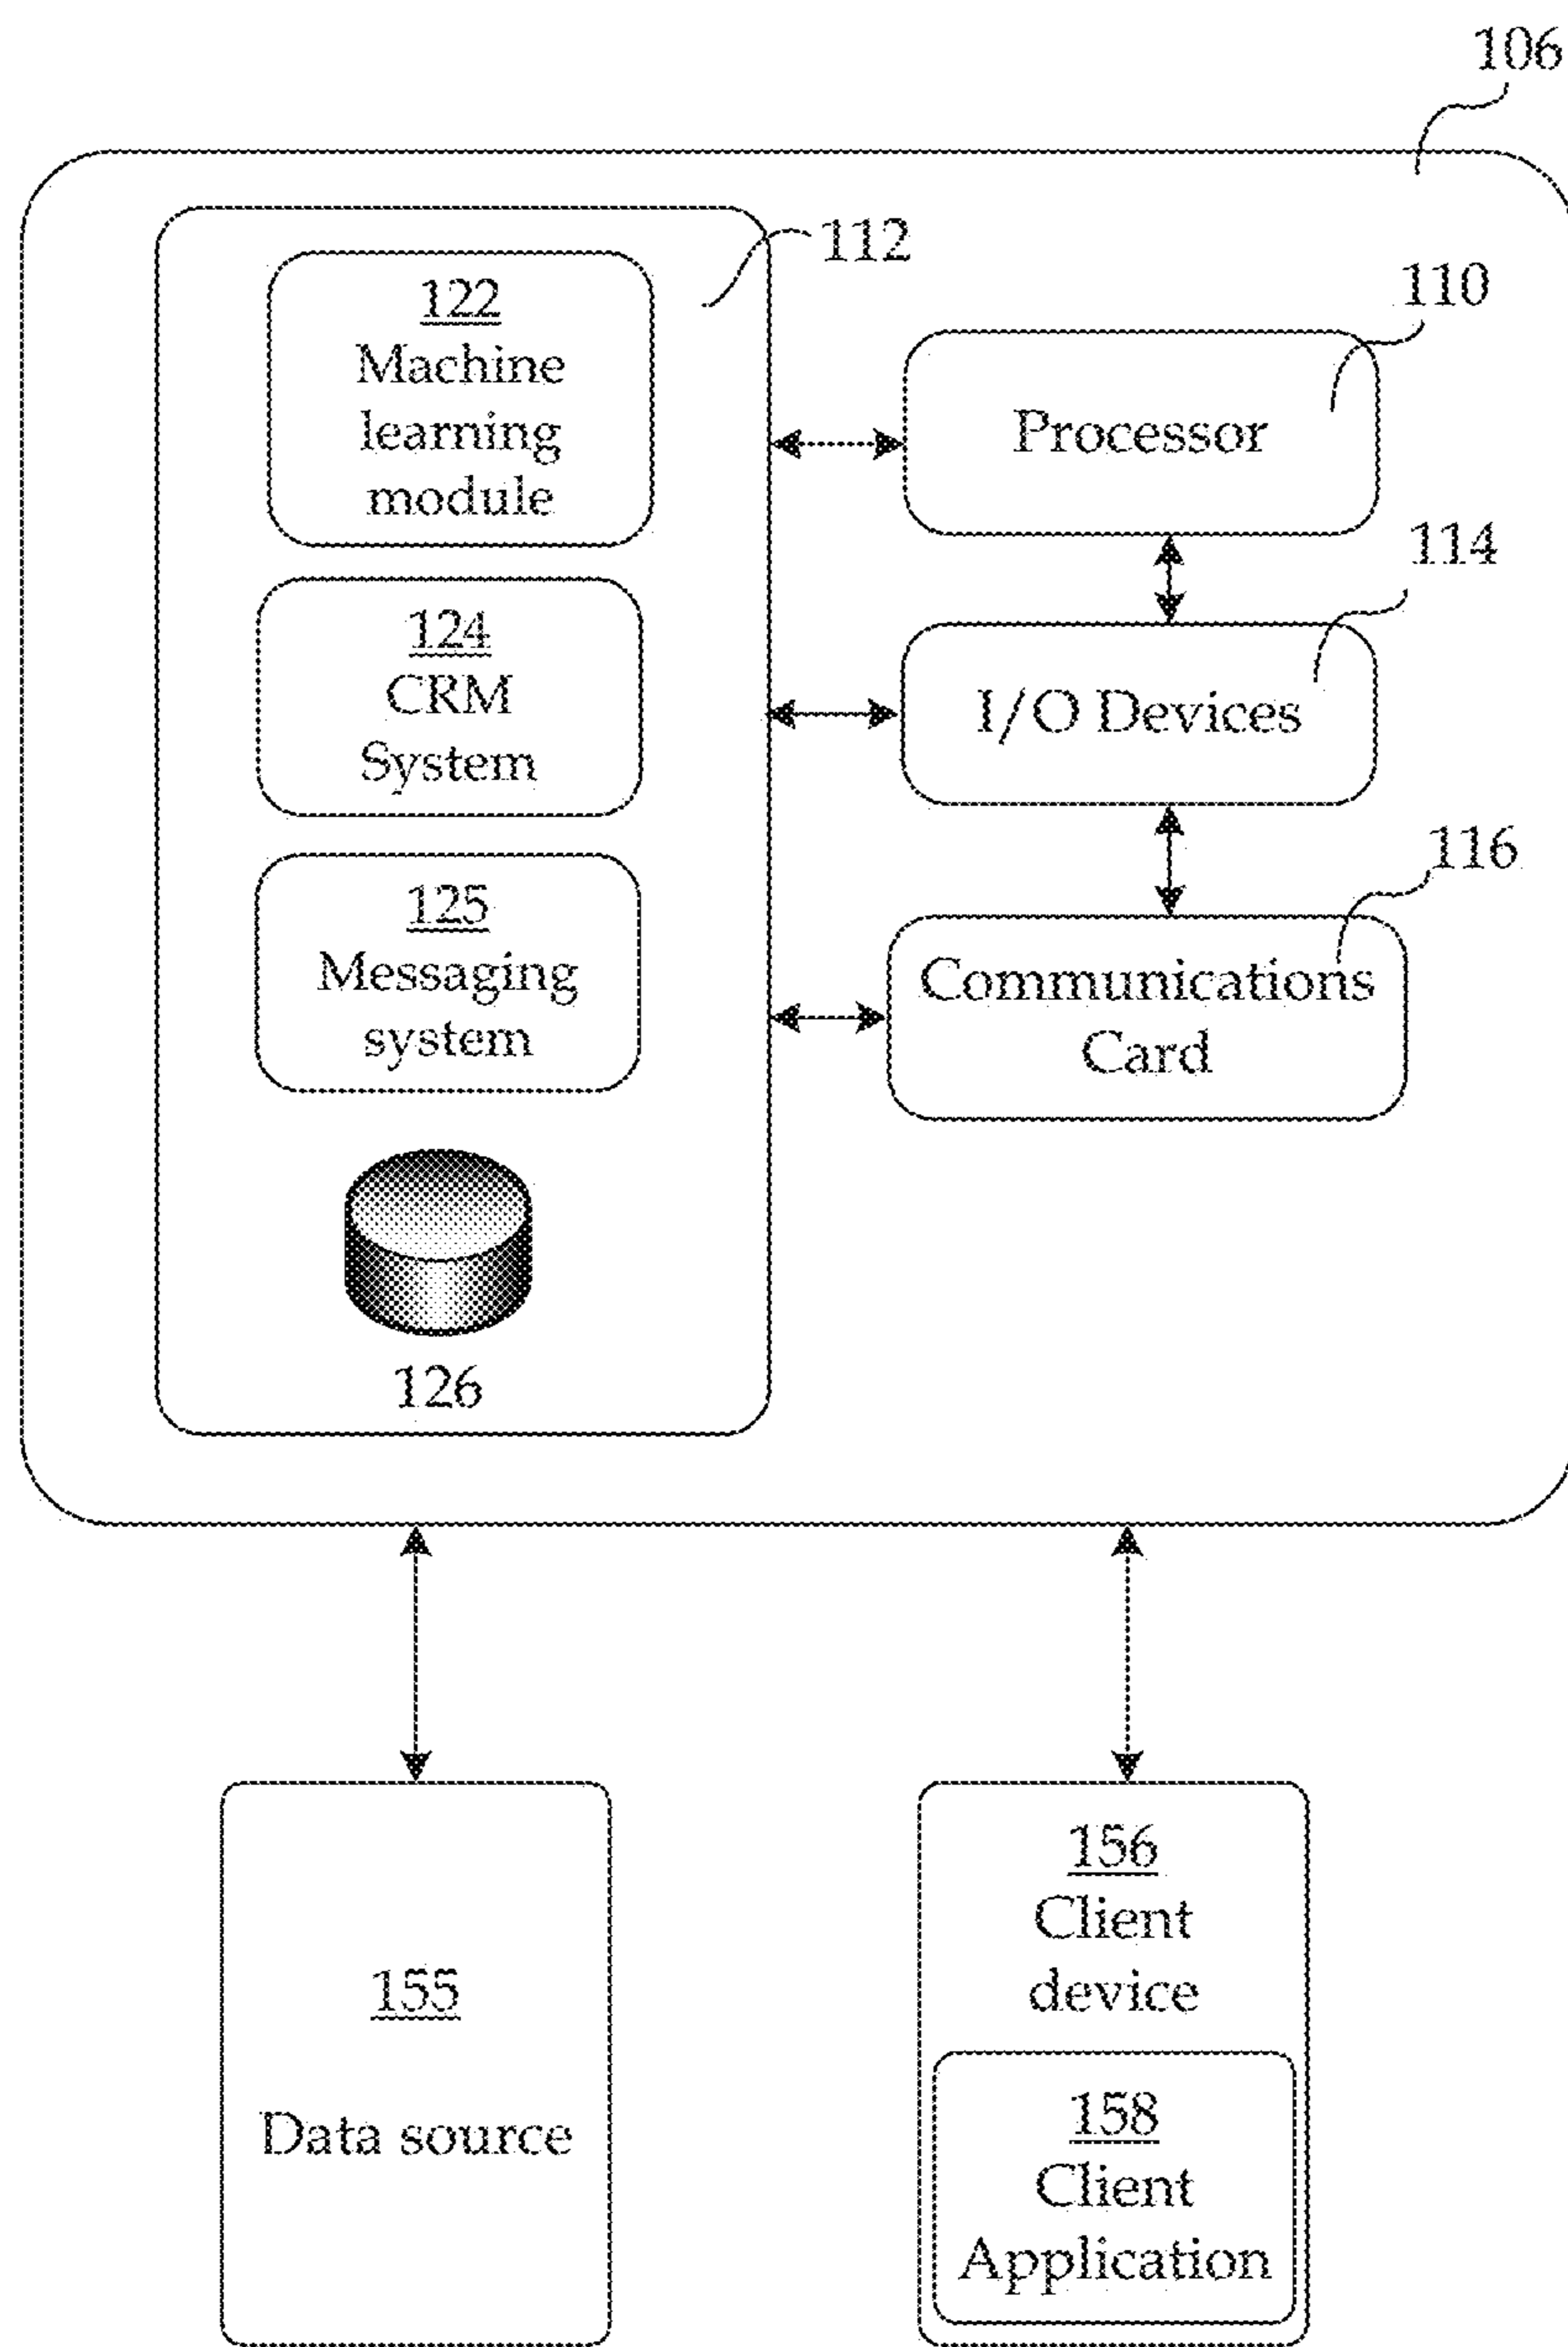 106
112
122
Machine
learning
module
110
Processor
114
124
CRM
System
I/O Devices
116
125
Messaging
system
Communications
Card
126
155
Data source
156
Client
device
158
Client
Application